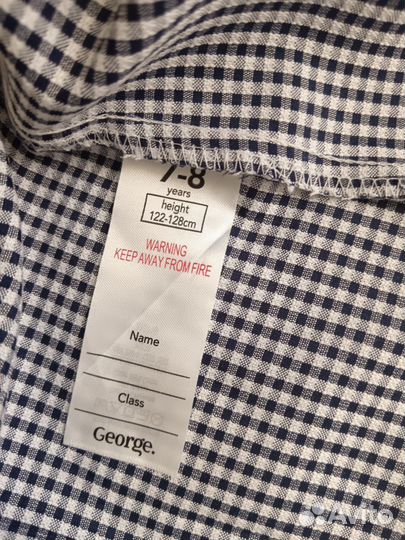 7-8
years
height
122-128cm
WARNING
KEEP AWAY FROM FIRE
Name
Class
George.
Avito